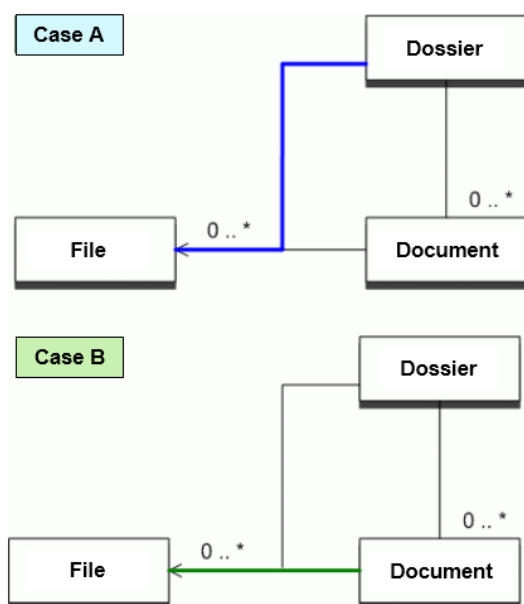 Case A
Dossier
0 .. *
0 .. *
File
Document
Case B
Dossier
0 .. *
0 .. *
File
Document